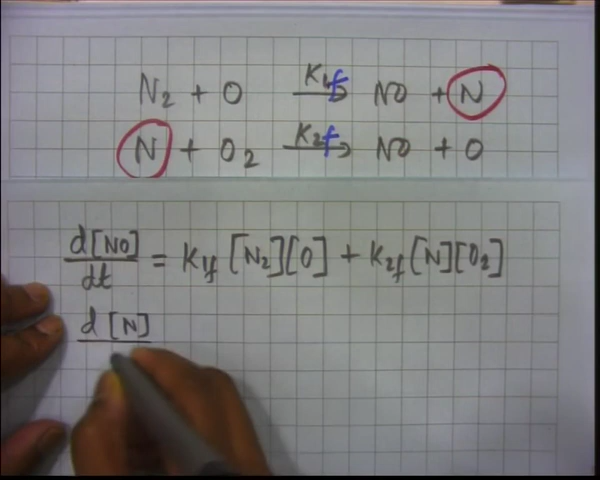 N₂ + O —K₁f→ NO + N
N + O₂ —K₂f→ NO + O
d[NO]/dt = K₁f [N₂][O] + K₂f [N][O₂]
d[N]